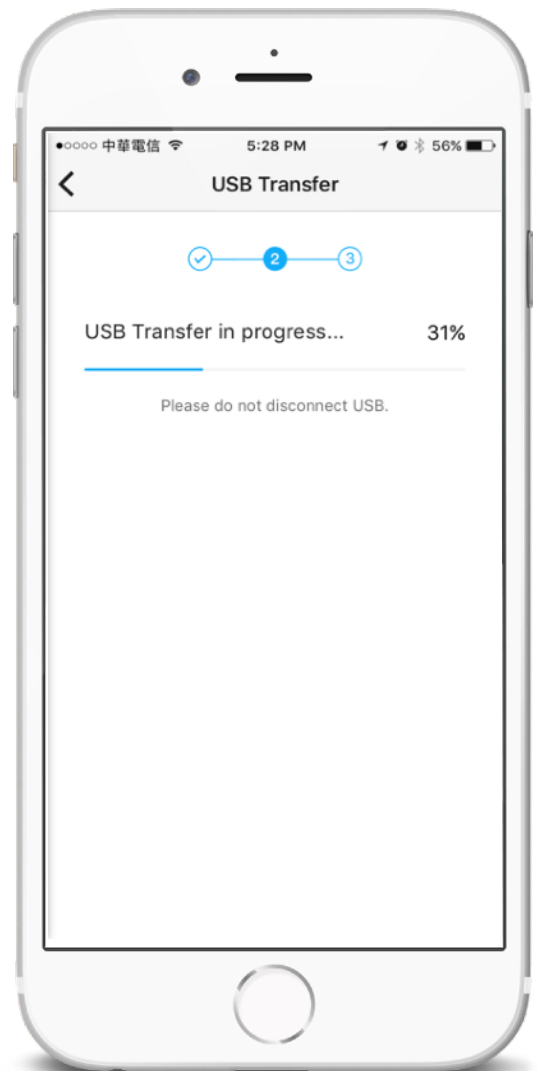 中華電信 5:28 PM 56%
USB Transfer
2 3
USB Transfer in progress... 31%
Please do not disconnect USB.